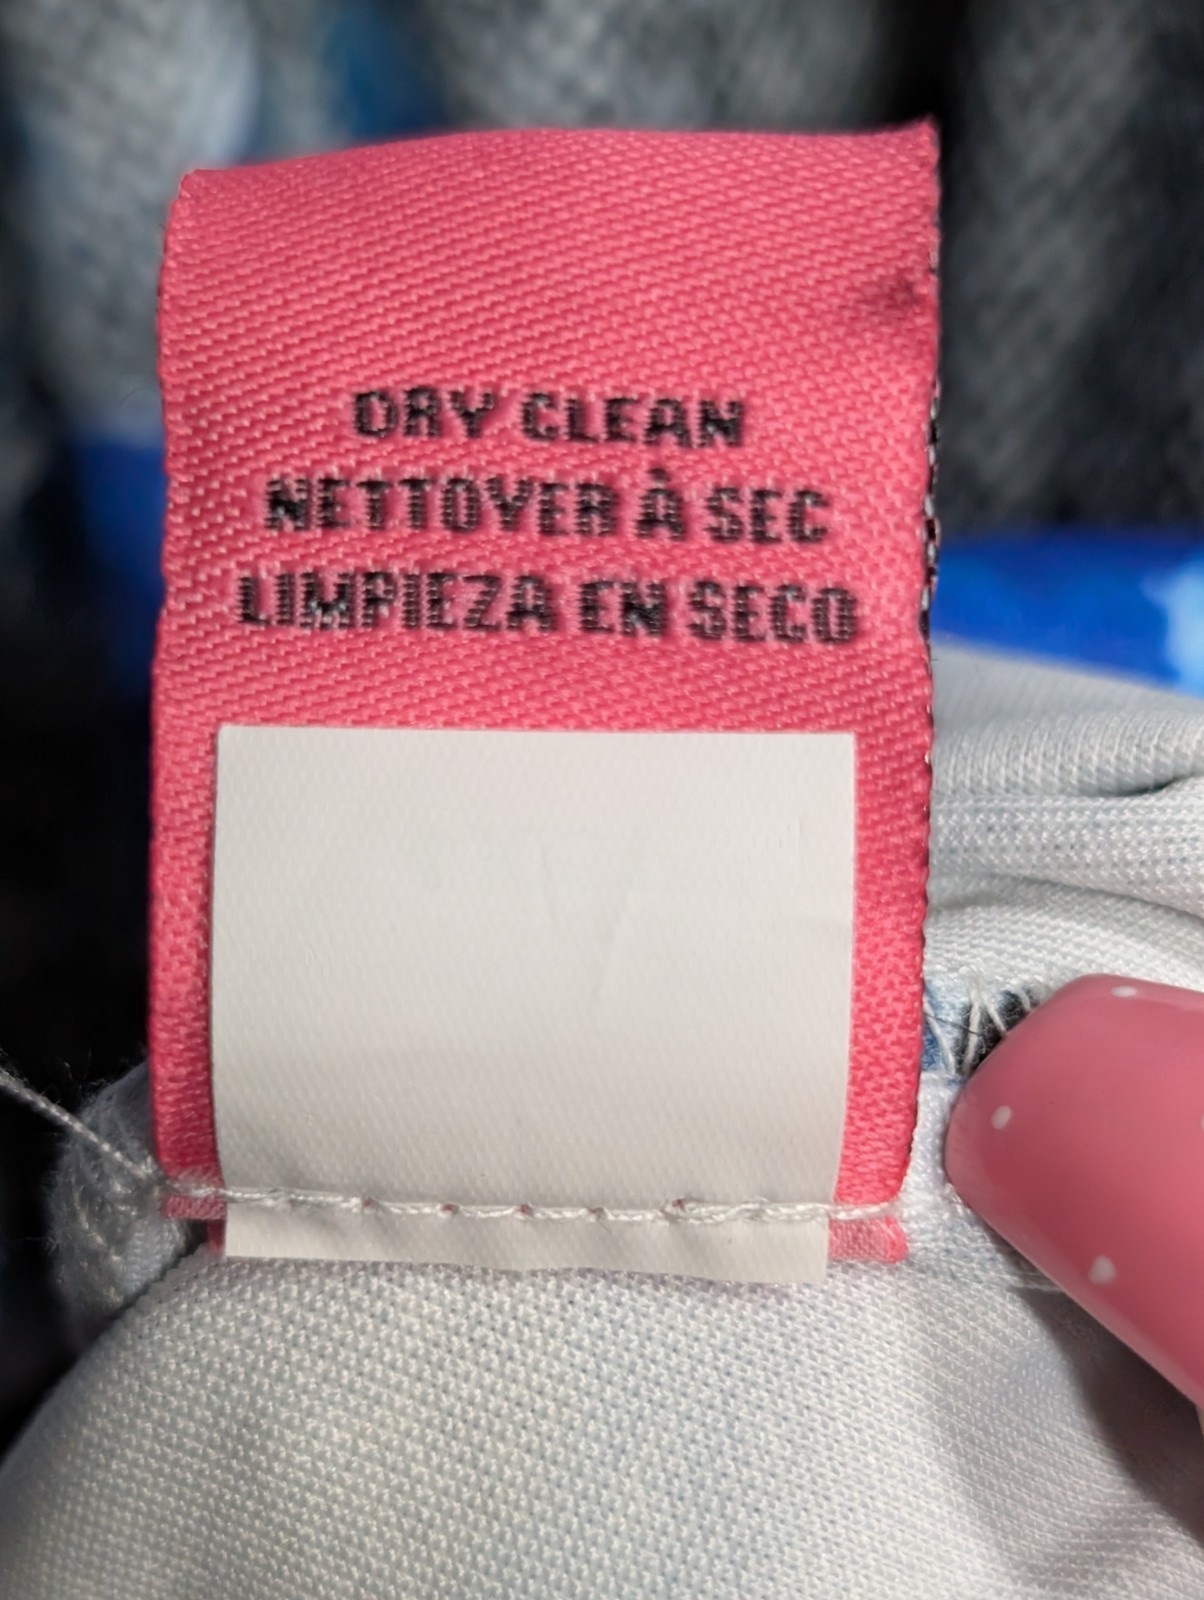 DRY CLEAN
NETTOYER À SEC
LIMPIEZA EN SECO